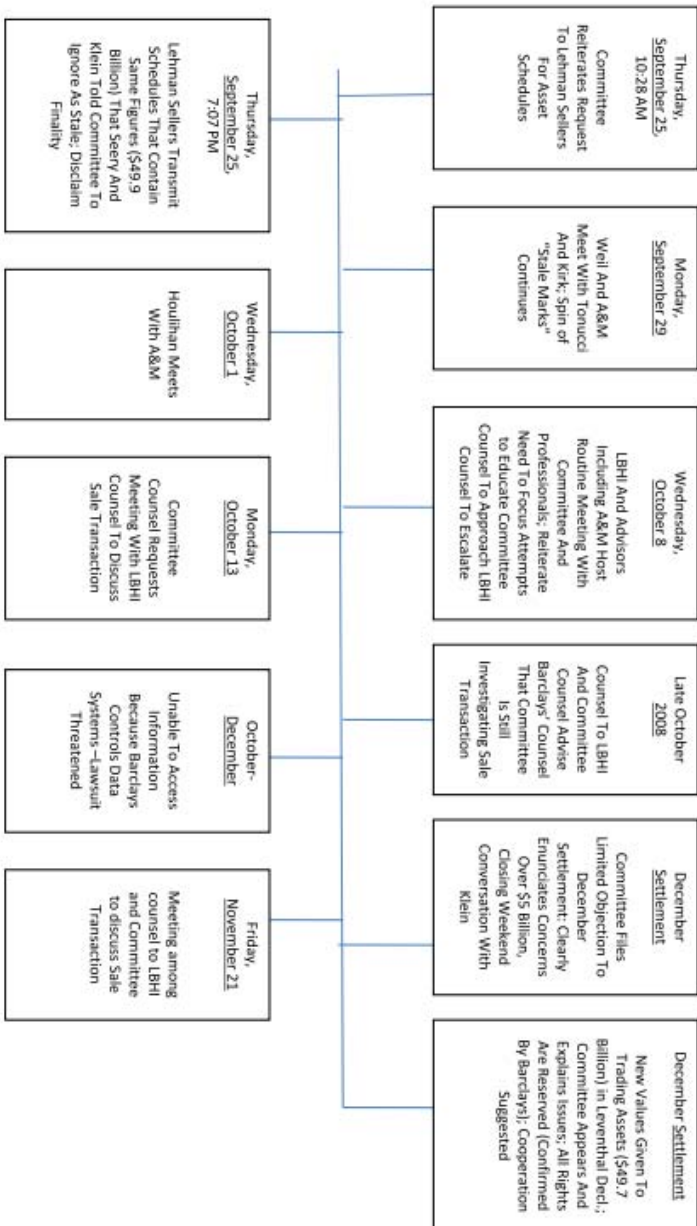 Thursday,
September 25,
10:28 AM
Committee
Reiterates Request
To Lehman Sellers
For Asset
Schedules
Monday,
September 29
Weil And A&M
Meet With Tonucci
And Kirk; Spin of
"Stale Marks"
Continues
Wednesday,
October 8
LBHI And Advisors
Including A&M Host
Routine Meeting With
Committee And
Professionals; Reiterate
Need To Focus Attempts
to Educate Committee
Counsel To Approach LBHI
Counsel To Escalate
Late October
2008
Counsel To LBHI
And Committee
Counsel Advise
Barclays' Counsel
That Committee
Is Still
Investigating Sale
Transaction
December
Settlement
Committee Files
Limited Objection To
December
Settlement: Clearly
Enunciates Concerns
Over $5 Billion,
Closing Weekend
Conversation With
Klein
December Settlement
New Values Given To
Trading Assets ($49.7
Billion) in Leventhal Decl.;
Committee Appears And
Explains Issues; All Rights
Are Reserved (Confirmed
By Barclays); Cooperation
Suggested
Thursday,
September 25,
7:07 PM
Lehman Sellers Transmit
Schedules That Contain
Same Figures ($49.9
Billion) That Seery And
Klein Told Committee To
Ignore As Stale; Disclaim
Finality
Wednesday,
October 1
Houlihan Meets
With A&M
Monday,
October 13
Committee
Counsel Requests
Meeting With LBHI
Counsel To Discuss
Sale Transaction
October-
December
Unable To Access
Information
Because Barclays
Controls Data
Systems –Lawsuit
Threatened
Friday,
November 21
Meeting among
counsel to LBHI
and Committee
to discuss Sale
Transaction